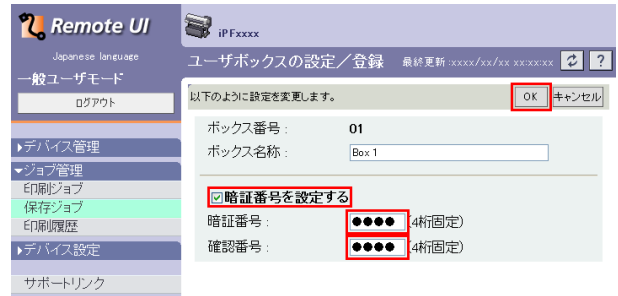 Remote UI
iPFxxxx
Japanese language
一般ユーザモード
ログアウト
ユーザボックスの設定／登録 最終更新 :xxxx/xx/xx xx:xx:xx ?
以下のように設定を変更します。 OK キャンセル
▶デバイス管理
▼ジョブ管理
印刷ジョブ
保存ジョブ
印刷履歴
▶デバイス設定
サポートリンク
ボックス番号 : 01
ボックス名称 : Box 1
暗証番号を設定する
暗証番号 : ●●●● (4桁固定)
確認番号 : ●●●● (4桁固定)